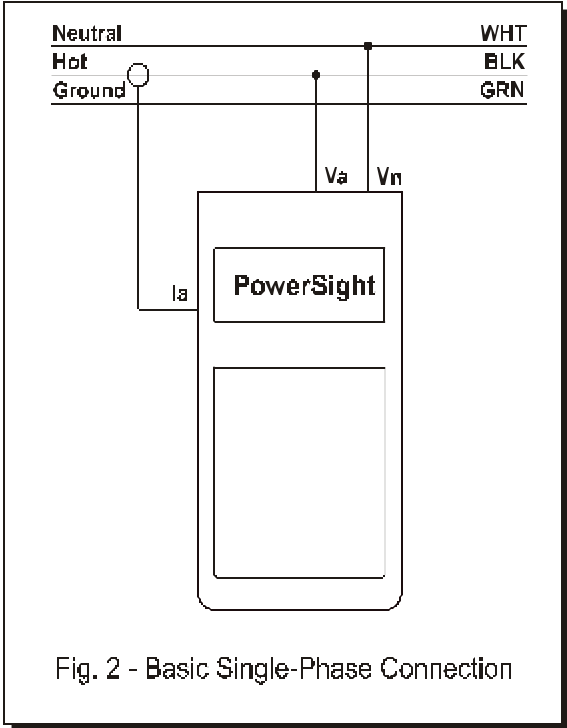 Neutral WHT
Hot BLK
Ground GRN
Va Vn
Ia
PowerSight
Fig. 2 - Basic Single-Phase Connection